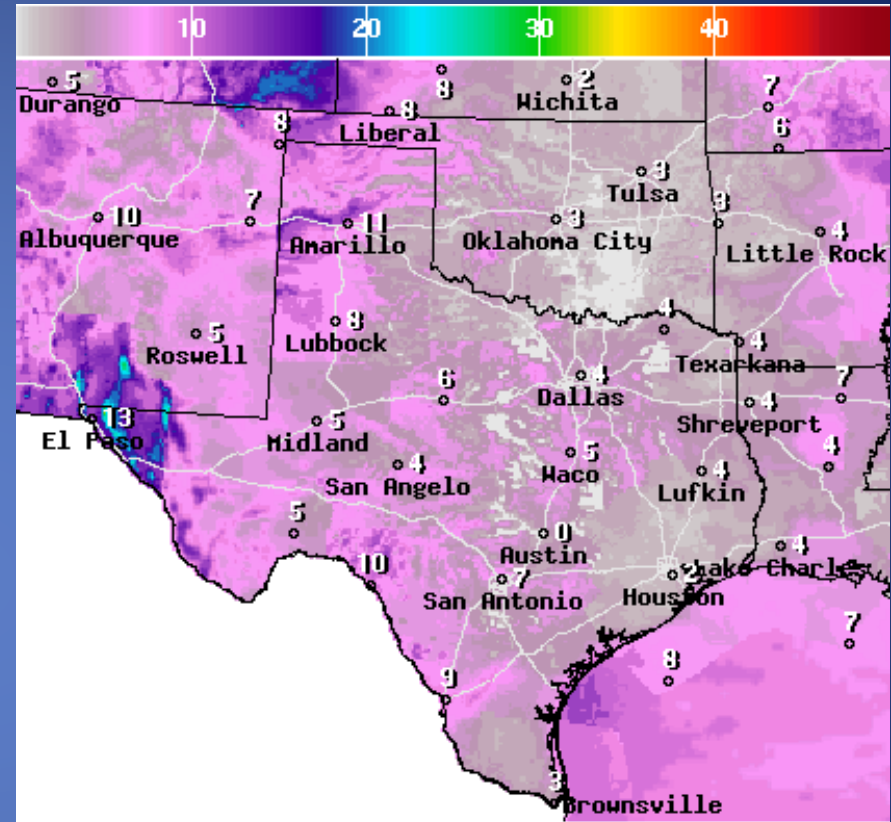 10 20 30 40
5 8 2 7
Durango Wichita
8 8 6
Liberal
3 Tulsa
10 7 11 3 3 4
Albuquerque Amarillo Oklahoma City Little Rock
5 8 4 4
Roswell Lubbock Texarkana
6 4 4 7
Dallas
13 5 Shreveport
El Paso Midland 5 4
4 Waco 4
San Angelo Lufkin
5 0 4
Austin
10 7 2 Lake Charles
San Antonio Houston
7
8
9
3
Brownsville